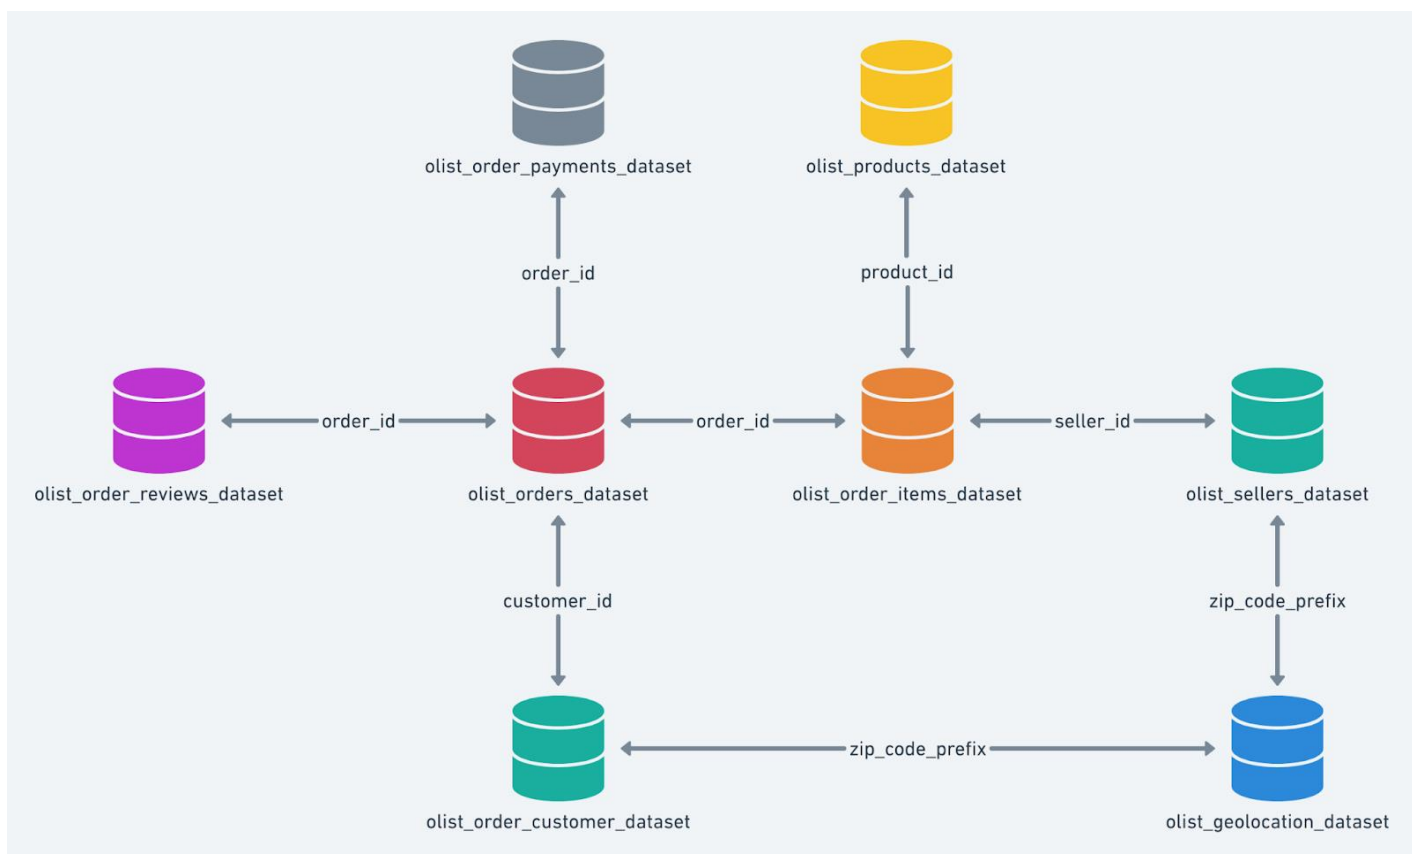 olist_order_payments_dataset
olist_products_dataset
order_id
product_id
order_id
order_id
seller_id
olist_order_reviews_dataset
olist_orders_dataset
olist_order_items_dataset
olist_sellers_dataset
customer_id
zip_code_prefix
zip_code_prefix
olist_order_customer_dataset
olist_geolocation_dataset